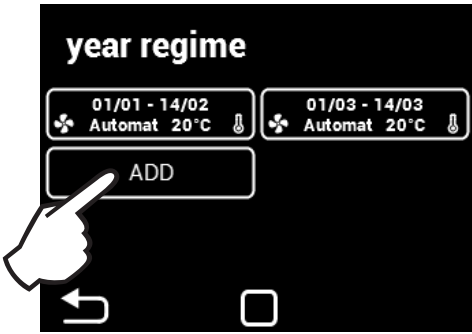 year regime
01/01 - 14/02
Automat 20°C
01/03 - 14/03
Automat 20°C
ADD